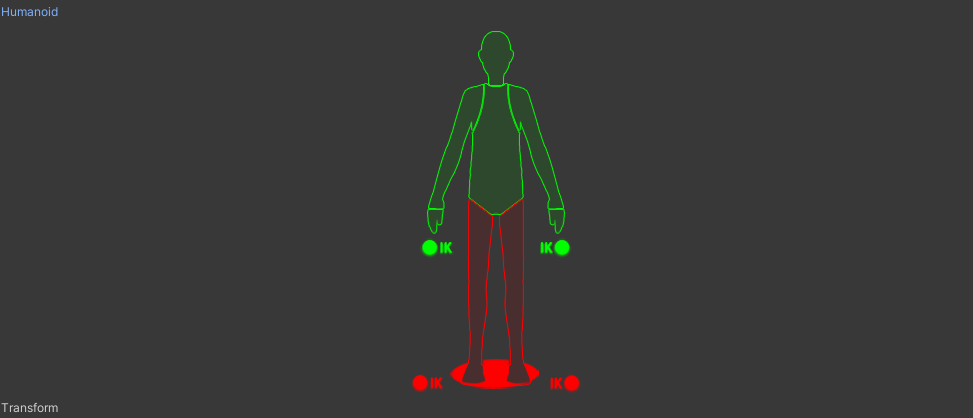 Humanoid
IK IK
IK IK
Transform